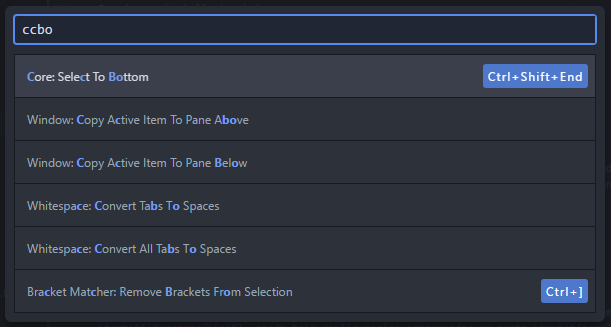 ccbo
Core: Select To Bottom Ctrl+Shift+End
Window: Copy Active Item To Pane Above
Window: Copy Active Item To Pane Below
Whitespace: Convert Tabs To Spaces
Whitespace: Convert All Tabs To Spaces
Bracket Matcher: Remove Brackets From Selection Ctrl+]